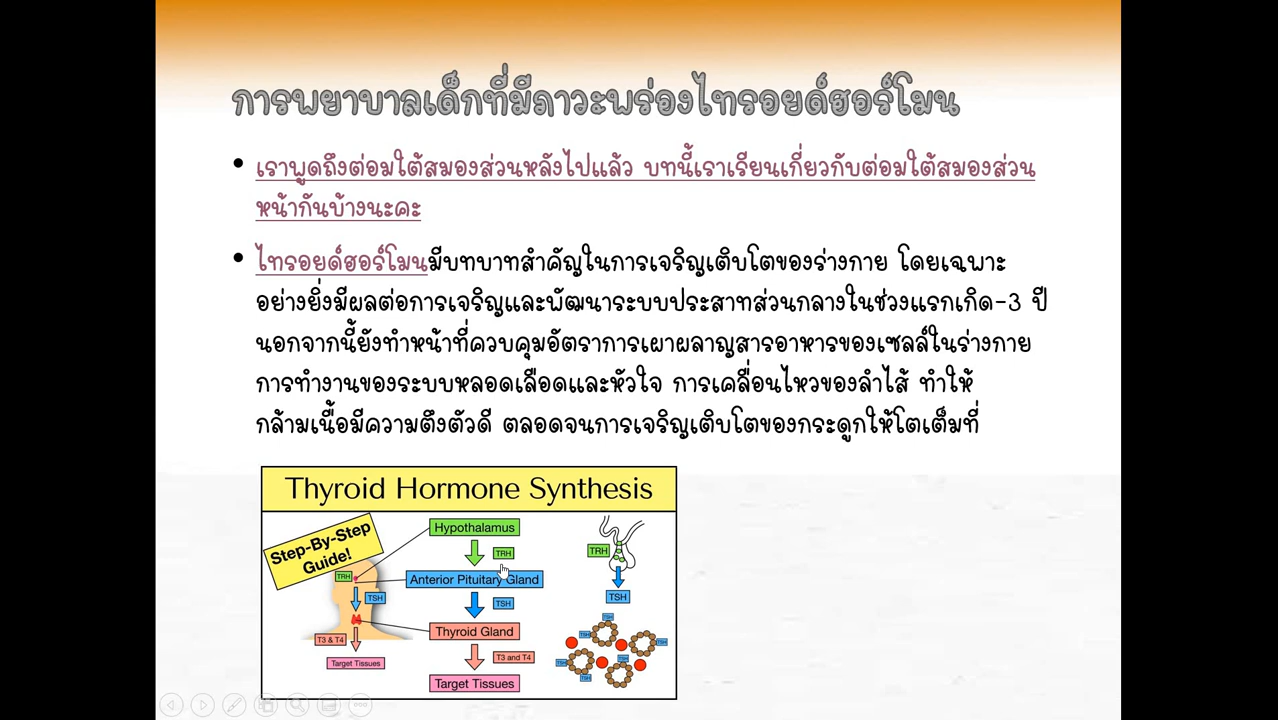 การพยาบาลเด็กที่มีภาวะพร่องไทรอยด์ฮอร์โมน
• เราพูดถึงต่อมใต้สมองส่วนหลังไปแล้ว บทนี้เราเรียนเกี่ยวกับต่อมใต้สมองส่วน
หน้ากันบ้างนะคะ
• ไทรอยด์ฮอร์โมนมีบทบาทสำคัญในการเจริญเติบโตของร่างกาย โดยเฉพาะ
อย่างยิ่งมีผลต่อการเจริญและพัฒนาระบบประสาทส่วนกลางในช่วงแรกเกิด-3 ปี
นอกจากนี้ยังทำหน้าที่ควบคุมอัตราการเผาผลาญสารอาหารของเซลล์ในร่างกาย
การทำงานของระบบหลอดเลือดและหัวใจ การเคลื่อนไหวของลำไส้ ทำให้
กล้ามเนื้อมีความตึงตัวดี ตลอดจนการเจริญเติบโตของกระดูกให้โตเต็มที่
Thyroid Hormone Synthesis
Step-By-Step
Guide!
TRH
TSH
T3 & T4
Target Tissues
Hypothalamus
TRH
Anterior Pituitary Gland
TSH
Thyroid Gland
T3 and T4
Target Tissues
TRH
TSH
TSH
TSH
TSH
TSH
TSH
TSH